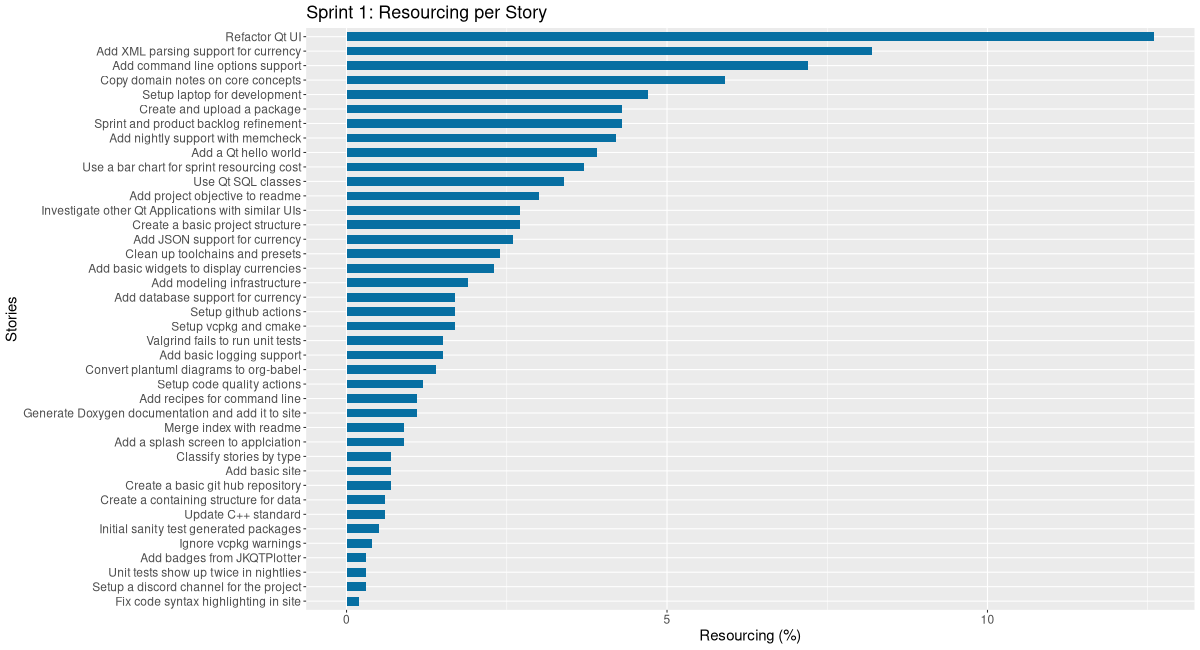 Sprint 1: Resourcing per Story
Refactor Qt UI
Add XML parsing support for currency
Add command line options support
Copy domain notes on core concepts
Setup laptop for development
Create and upload a package
Sprint and product backlog refinement
Add nightly support with memcheck
Add a Qt hello world
Use a bar chart for sprint resourcing cost
Use Qt SQL classes
Add project objective to readme
Investigate other Qt Applications with similar UIs
Create a basic project structure
Add JSON support for currency
Clean up toolchains and presets
Add basic widgets to display currencies
Add modeling infrastructure
Add database support for currency
Setup github actions
Setup vcpkg and cmake
Valgrind fails to run unit tests
Add basic logging support
Convert plantuml diagrams to org-babel
Setup code quality actions
Add recipes for command line
Generate Doxygen documentation and add it to site
Merge index with readme
Add a splash screen to applciation
Classify stories by type
Add basic site
Create a basic git hub repository
Create a containing structure for data
Update C++ standard
Initial sanity test generated packages
Ignore vcpkg warnings
Add badges from JKQTPlotter
Unit tests show up twice in nightlies
Setup a discord channel for the project
Fix code syntax highlighting in site
Stories
0 5 10
Resourcing (%)